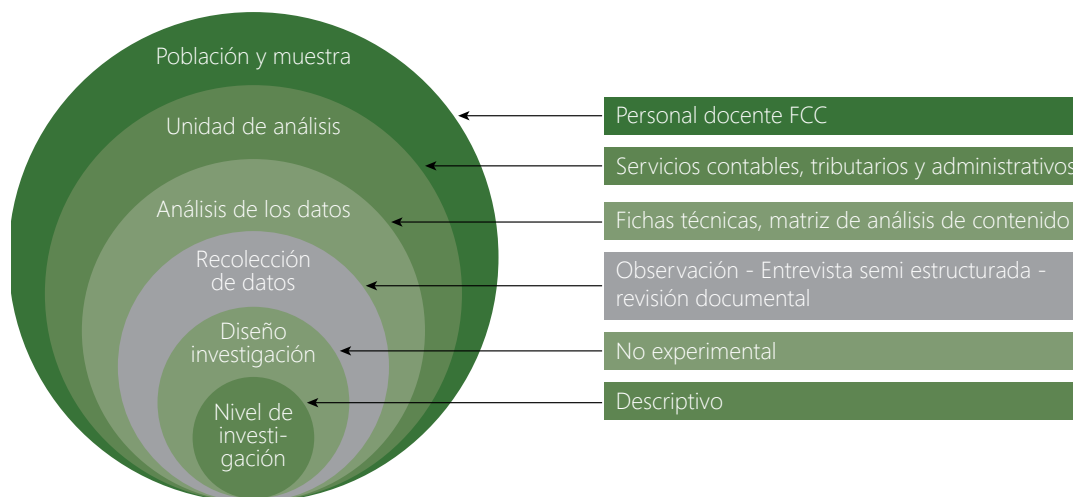 Población y muestra
Unidad de análisis
Análisis de los datos
Recolección
de datos
Diseño
investigación
Nivel de
investi-
gación
Personal docente FCC
Servicios contables, tributarios y administrativos
Fichas técnicas, matriz de análisis de contenido
Observación - Entrevista semi estructurada -
revisión documental
No experimental
Descriptivo